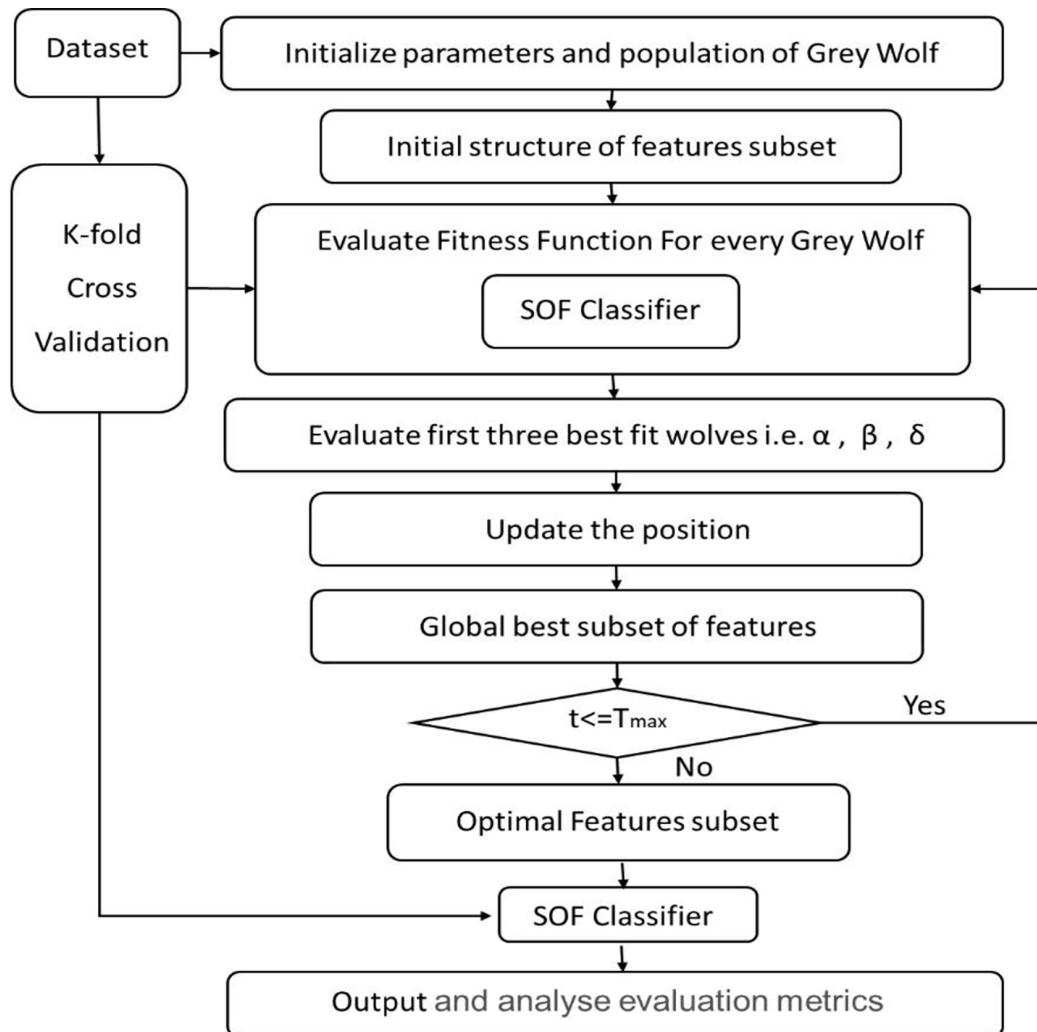 Dataset
Initialize parameters and population of Grey Wolf
Initial structure of features subset
K-fold
Cross
Validation
Evaluate Fitness Function For every Grey Wolf
SOF Classifier
Evaluate first three best fit wolves i.e. α , β , δ
Update the position
Global best subset of features
t<=Tmax
Yes
No
Optimal Features subset
SOF Classifier
Output and analyse evaluation metrics